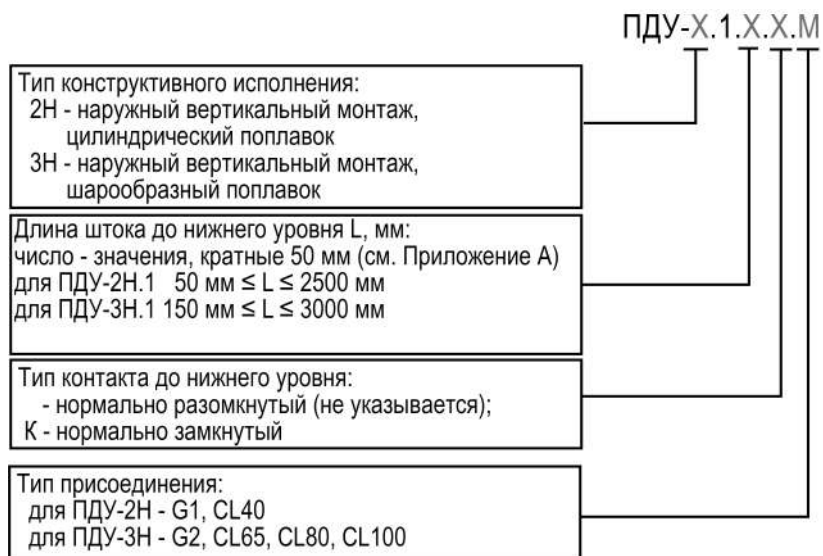 ПДУ-Х.1.Х.Х.М
Тип конструктивного исполнения:
2Н - наружный вертикальный монтаж,
цилиндрический поплавок
3Н - наружный вертикальный монтаж,
шарообразный поплавок
Длина штока до нижнего уровня L, мм:
число - значения, кратные 50 мм (см. Приложение А)
для ПДУ-2Н.1 50 мм ≤ L ≤ 2500 мм
для ПДУ-3Н.1 150 мм ≤ L ≤ 3000 мм
Тип контакта до нижнего уровня:
- нормально разомкнутый (не указывается);
К - нормально замкнутый
Тип присоединения:
для ПДУ-2Н - G1, CL40
для ПДУ-3Н - G2, CL65, CL80, CL100